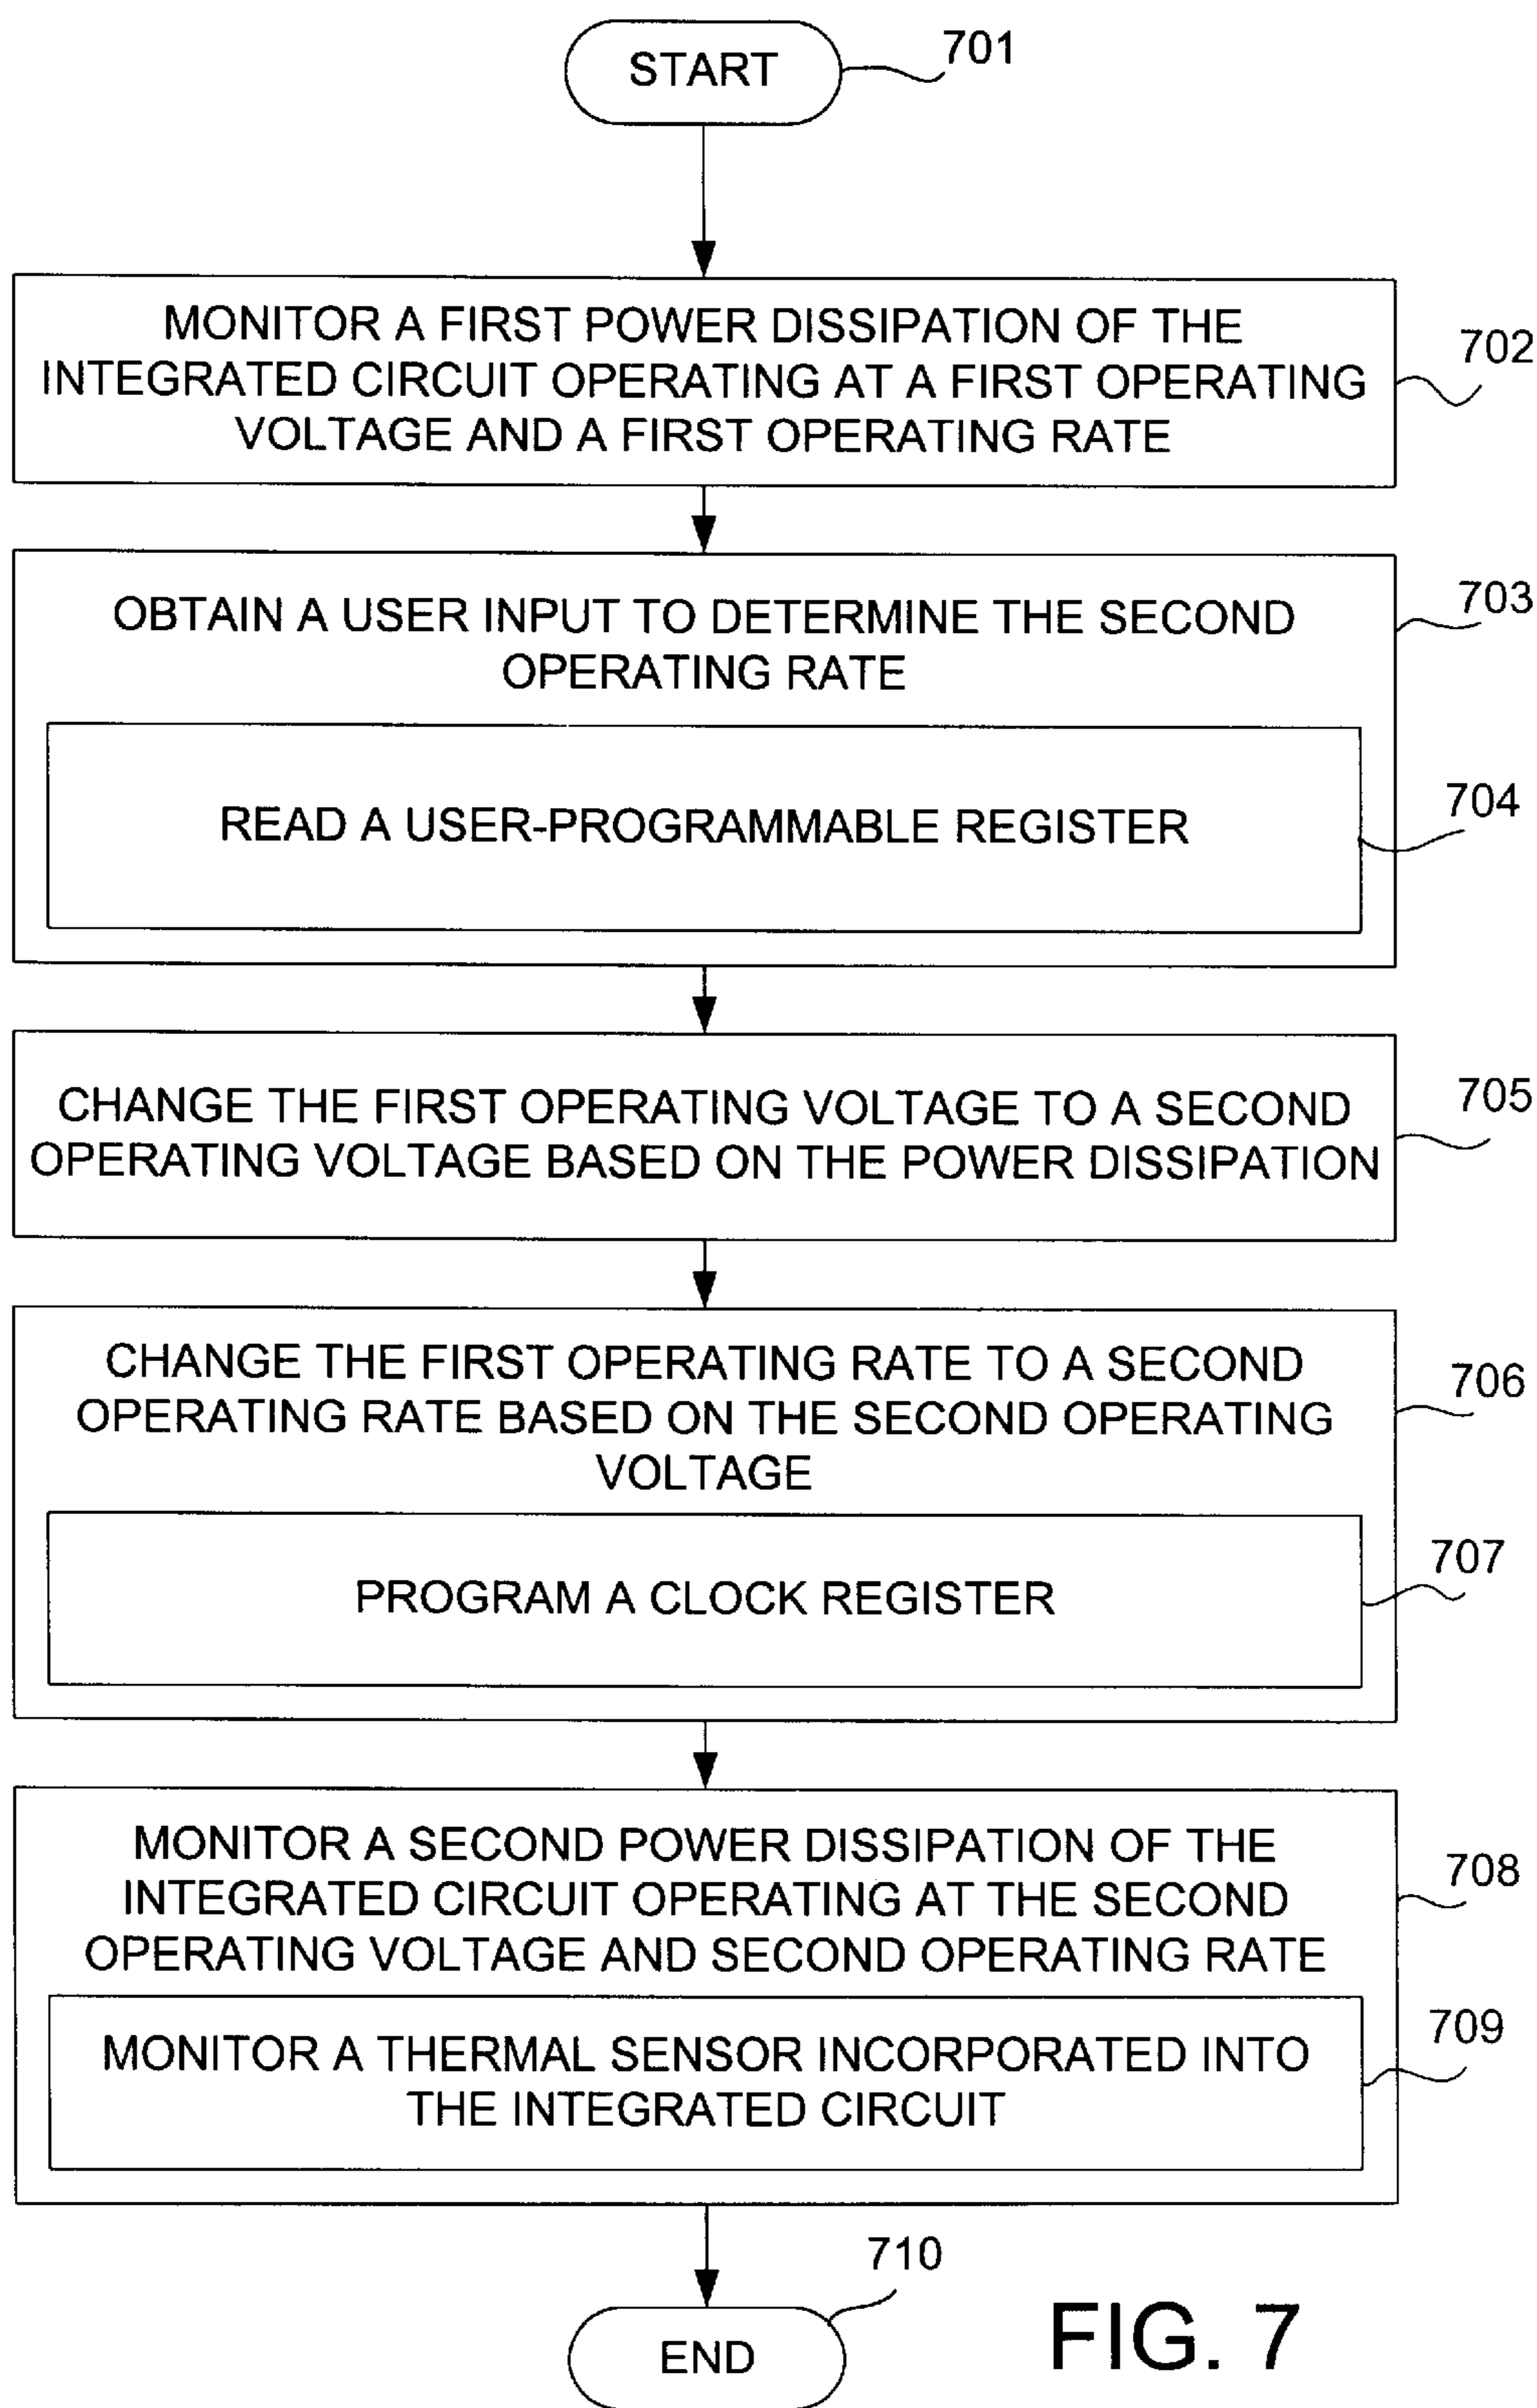 START
701
MONITOR A FIRST POWER DISSIPATION OF THE
INTEGRATED CIRCUIT OPERATING AT A FIRST OPERATING
VOLTAGE AND A FIRST OPERATING RATE
702
OBTAIN A USER INPUT TO DETERMINE THE SECOND
OPERATING RATE
703
READ A USER-PROGRAMMABLE REGISTER
704
CHANGE THE FIRST OPERATING VOLTAGE TO A SECOND
OPERATING VOLTAGE BASED ON THE POWER DISSIPATION
705
CHANGE THE FIRST OPERATING RATE TO A SECOND
OPERATING RATE BASED ON THE SECOND OPERATING
VOLTAGE
706
PROGRAM A CLOCK REGISTER
707
MONITOR A SECOND POWER DISSIPATION OF THE
INTEGRATED CIRCUIT OPERATING AT THE SECOND
OPERATING VOLTAGE AND SECOND OPERATING RATE
708
MONITOR A THERMAL SENSOR INCORPORATED INTO
THE INTEGRATED CIRCUIT
709
END
710
FIG. 7